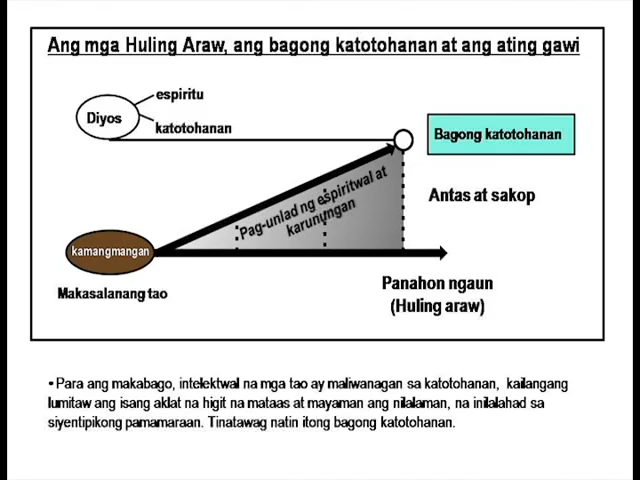 Ang mga Huling Araw, ang bagong katotohanan at ang ating gawi
espiritu
Diyos
katotohanan
Bagong katotohanan
Pag-unlad ng espiritwal at
karunungan
Antas at sakop
kamangmangan
Makasalanang tao
Panahon ngaun
(Huling araw)
• Para ang makabago, intelektwal na mga tao ay maliwanagan sa katotohanan, kailangang
lumitaw ang isang aklat na higit na mataas at mayaman ang nilalaman, na inilalahad sa
siyentipikong pamamaraan. Tinatawag natin itong bagong katotohanan.